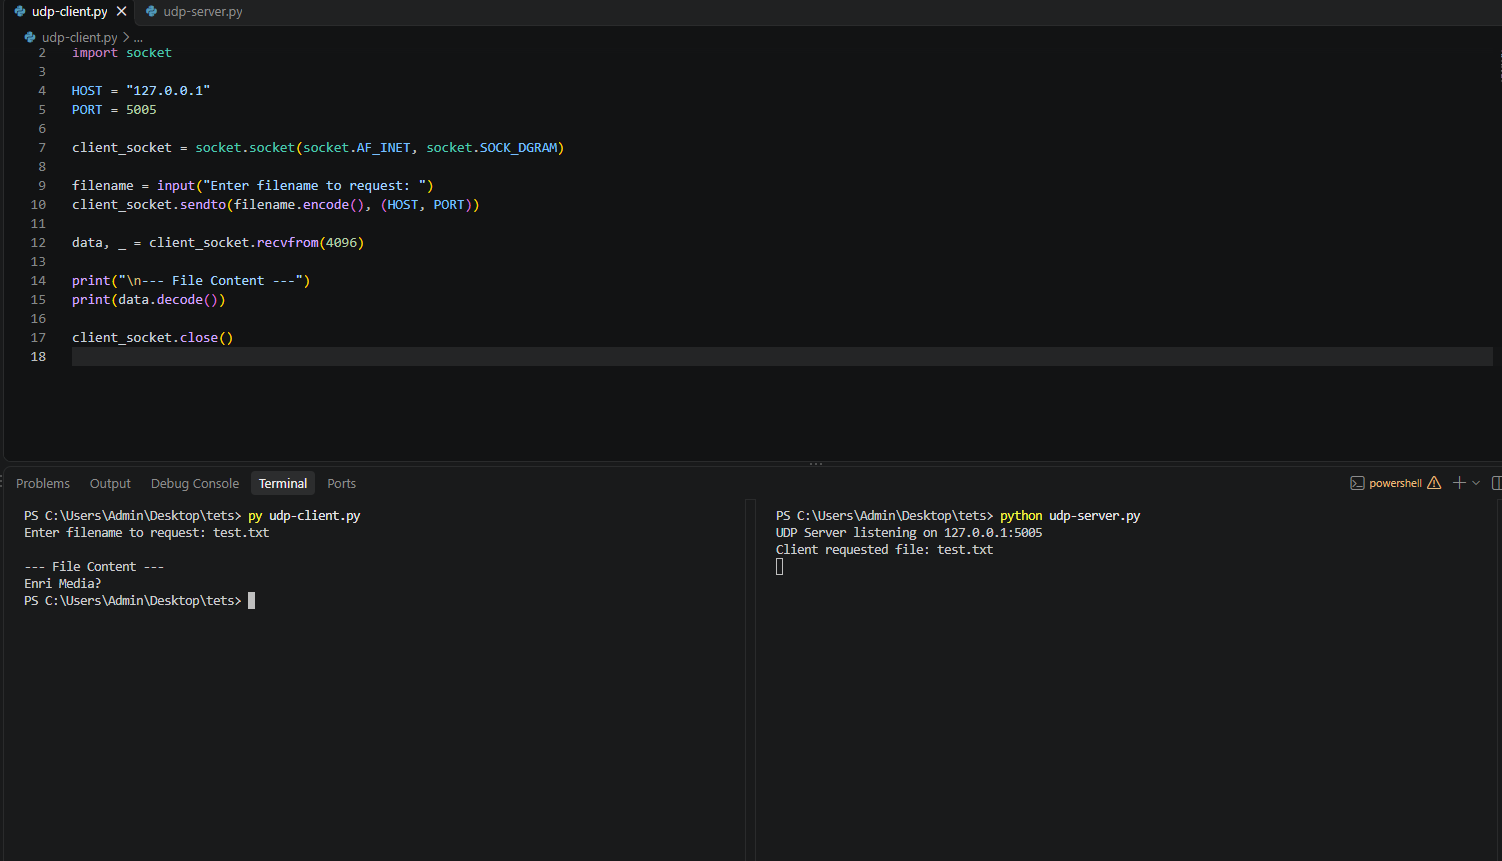 udp-client.py
udp-server.py
udp-client.py > ...
2 import socket
3
4 HOST = "127.0.0.1"
5 PORT = 5005
6
7 client_socket = socket.socket(socket.AF_INET, socket.SOCK_DGRAM)
8
9 filename = input("Enter filename to request: ")
10 client_socket.sendto(filename.encode(), (HOST, PORT))
11
12 data, _ = client_socket.recvfrom(4096)
13
14 print("\n--- File Content ---")
15 print(data.decode())
16
17 client_socket.close()
18
Problems Output Debug Console Terminal Ports
powershell
PS C:\Users\Admin\Desktop\tets> py udp-client.py
Enter filename to request: test.txt
--- File Content ---
Enri Media?
PS C:\Users\Admin\Desktop\tets>
PS C:\Users\Admin\Desktop\tets> python udp-server.py
UDP Server listening on 127.0.0.1:5005
Client requested file: test.txt